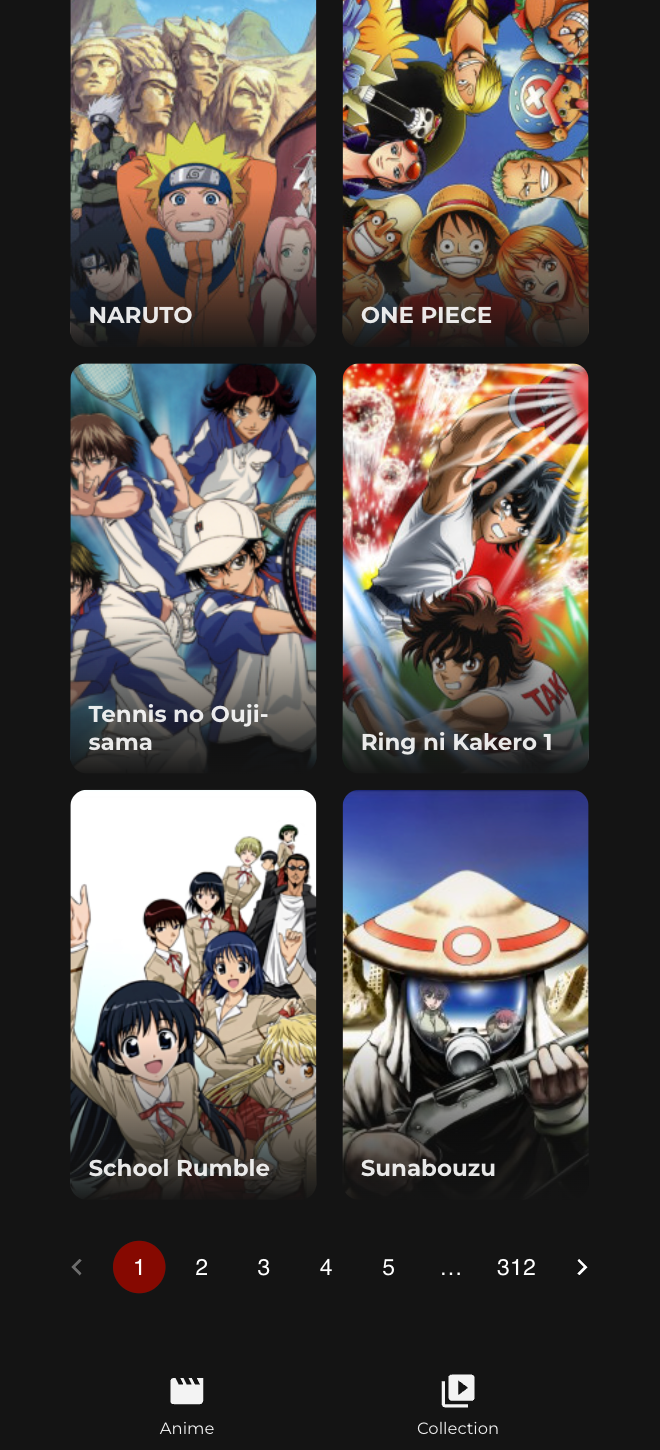 NARUTO
ONE PIECE
Tennis no Ouji-
sama
Ring ni Kakero 1
TAK
School Rumble
Sunabouzu
1 2 3 4 5 ... 312
Anime
Collection